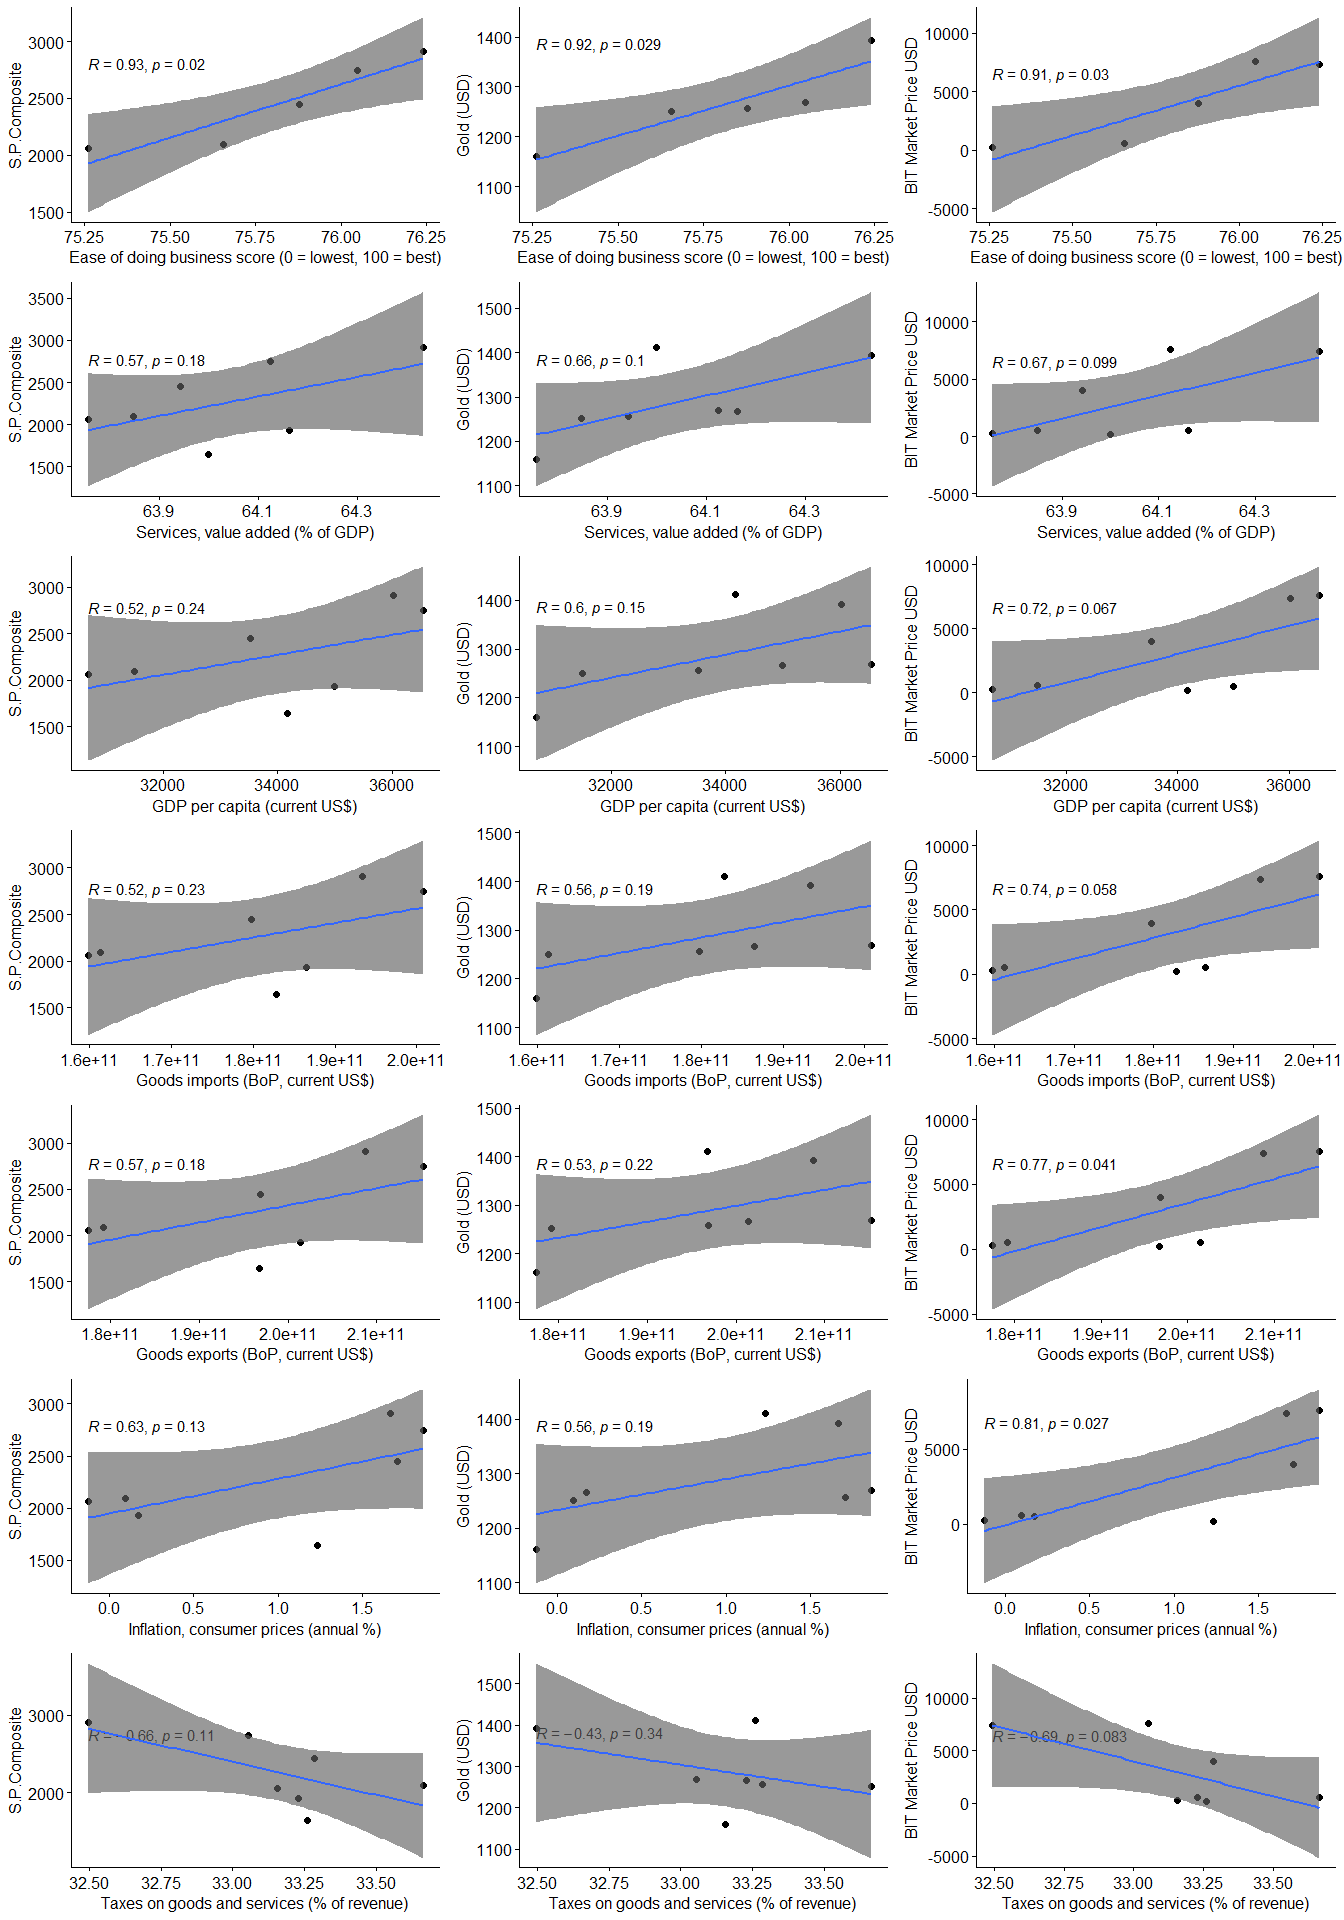 S.P.Composite
3000
2500
2000
1500
R = 0.93, p = 0.02
75.25 75.50 75.75 76.00 76.25
Ease of doing business score (0 = lowest, 100 = best)
Gold (USD)
1400
1300
1200
1100
R = 0.92, p = 0.029
75.25 75.50 75.75 76.00 76.25
Ease of doing business score (0 = lowest, 100 = best)
BIT Market Price USD
10000
5000
0
-5000
R = 0.91, p = 0.03
75.25 75.50 75.75 76.00 76.25
Ease of doing business score (0 = lowest, 100 = best)
S.P.Composite
3500
3000
2500
2000
1500
R = 0.57, p = 0.18
63.9 64.1 64.3
Services, value added (% of GDP)
Gold (USD)
1500
1400
1300
1200
1100
R = 0.66, p = 0.1
63.9 64.1 64.3
Services, value added (% of GDP)
BIT Market Price USD
10000
5000
0
-5000
R = 0.67, p = 0.099
63.9 64.1 64.3
Services, value added (% of GDP)
S.P.Composite
3000
2500
2000
1500
R = 0.52, p = 0.24
32000 34000 36000
GDP per capita (current US$)
Gold (USD)
1400
1300
1200
1100
R = 0.6, p = 0.15
32000 34000 36000
GDP per capita (current US$)
BIT Market Price USD
10000
5000
0
-5000
R = 0.72, p = 0.067
32000 34000 36000
GDP per capita (current US$)
S.P.Composite
3000
2500
2000
1500
R = 0.52, p = 0.23
1.6e+11 1.7e+11 1.8e+11 1.9e+11 2.0e+11
Goods imports (BoP, current US$)
Gold (USD)
1500
1400
1300
1200
1100
R = 0.56, p = 0.19
1.6e+11 1.7e+11 1.8e+11 1.9e+11 2.0e+11
Goods imports (BoP, current US$)
BIT Market Price USD
10000
5000
0
-5000
R = 0.74, p = 0.058
1.6e+11 1.7e+11 1.8e+11 1.9e+11 2.0e+11
Goods imports (BoP, current US$)
S.P.Composite
3000
2500
2000
1500
R = 0.57, p = 0.18
1.8e+11 1.9e+11 2.0e+11 2.1e+11
Goods exports (BoP, current US$)
Gold (USD)
1500
1400
1300
1200
1100
R = 0.53, p = 0.22
1.8e+11 1.9e+11 2.0e+11 2.1e+11
Goods exports (BoP, current US$)
BIT Market Price USD
10000
5000
0
-5000
R = 0.77, p = 0.041
1.8e+11 1.9e+11 2.0e+11 2.1e+11
Goods exports (BoP, current US$)
S.P.Composite
3000
2500
2000
1500
R = 0.63, p = 0.13
0.0 0.5 1.0 1.5
Inflation, consumer prices (annual %)
Gold (USD)
1400
1300
1200
1100
R = 0.56, p = 0.19
0.0 0.5 1.0 1.5
Inflation, consumer prices (annual %)
BIT Market Price USD
5000
0
R = 0.81, p = 0.027
0.0 0.5 1.0 1.5
Inflation, consumer prices (annual %)
S.P.Composite
3000
2000
R = −0.66, p = 0.11
32.50 32.75 33.00 33.25 33.50
Taxes on goods and services (% of revenue)
Gold (USD)
1500
1400
1300
1200
1100
R = −0.43, p = 0.34
32.50 32.75 33.00 33.25 33.50
Taxes on goods and services (% of revenue)
BIT Market Price USD
10000
5000
0
-5000
R = −0.69, p = 0.083
32.50 32.75 33.00 33.25 33.50
Taxes on goods and services (% of revenue)